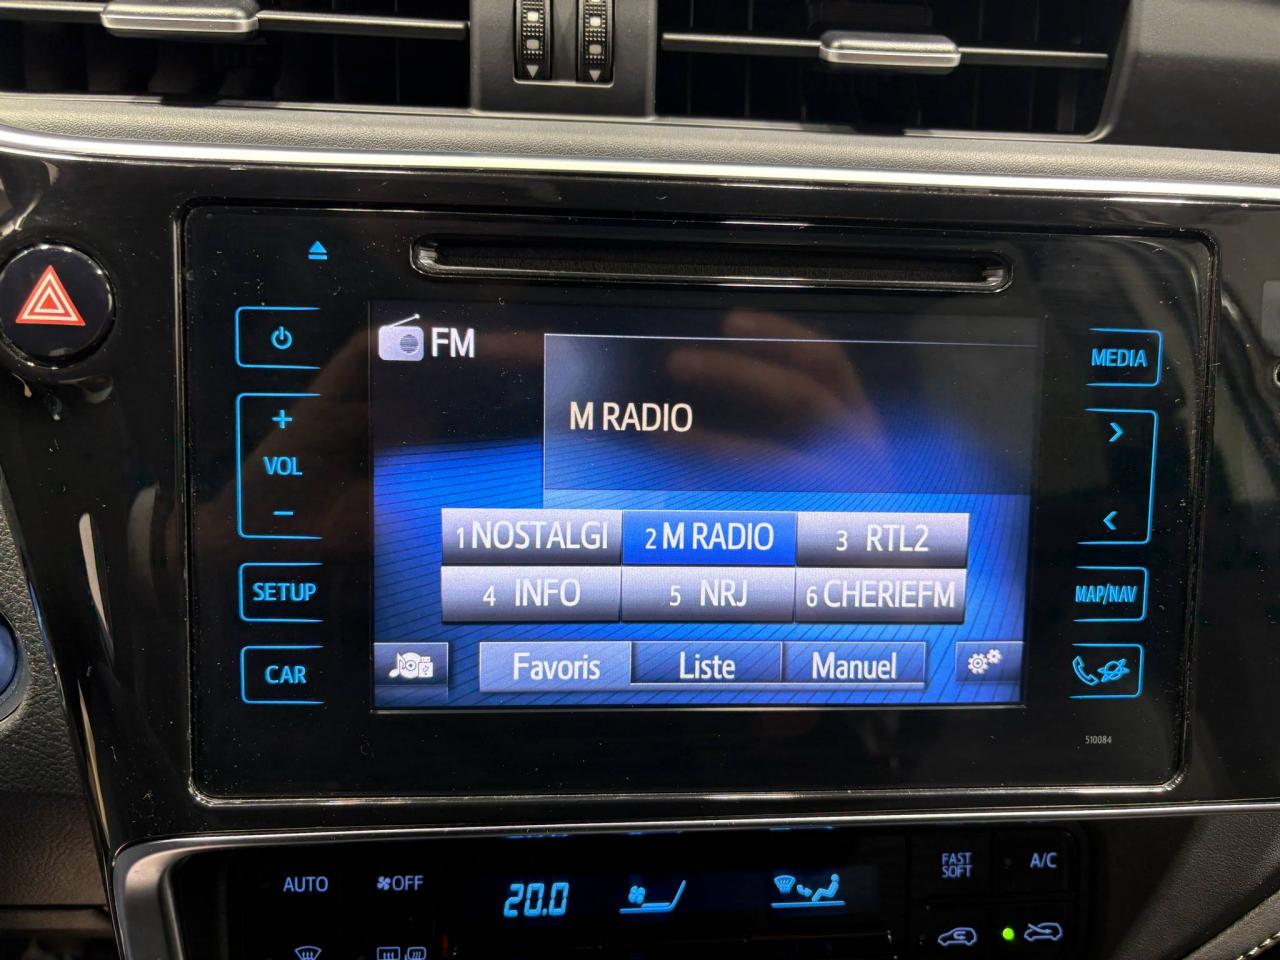 FM
MEDIA
+
VOL
−
M RADIO
1 NOSTALGI 2 M RADIO 3 RTL2
4 INFO 5 NRJ 6 CHERIEFM
SETUP
MAP/NAV
CAR
Favoris Liste Manuel
510084
AUTO
OFF
20.0
FAST
SOFT
A/C